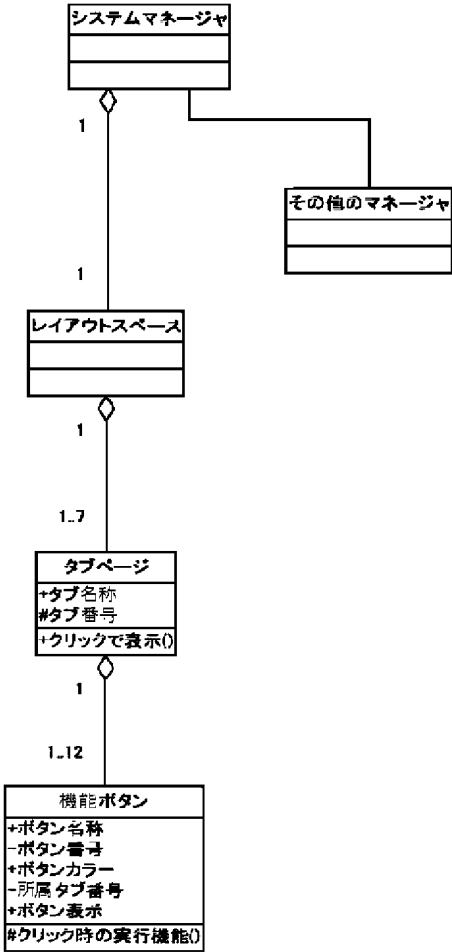 システムマネージャ
1
その他のマネージャ
1
レイアウトスペース
1
1..7
タブページ
+タブ名称
#タブ番号
+クリックで表示()
1
1..12
機能ボタン
+ボタン名称
-ボタン番号
+ボタンカラー
-所属タブ番号
+ボタン表示
#クリック時の実行機能()